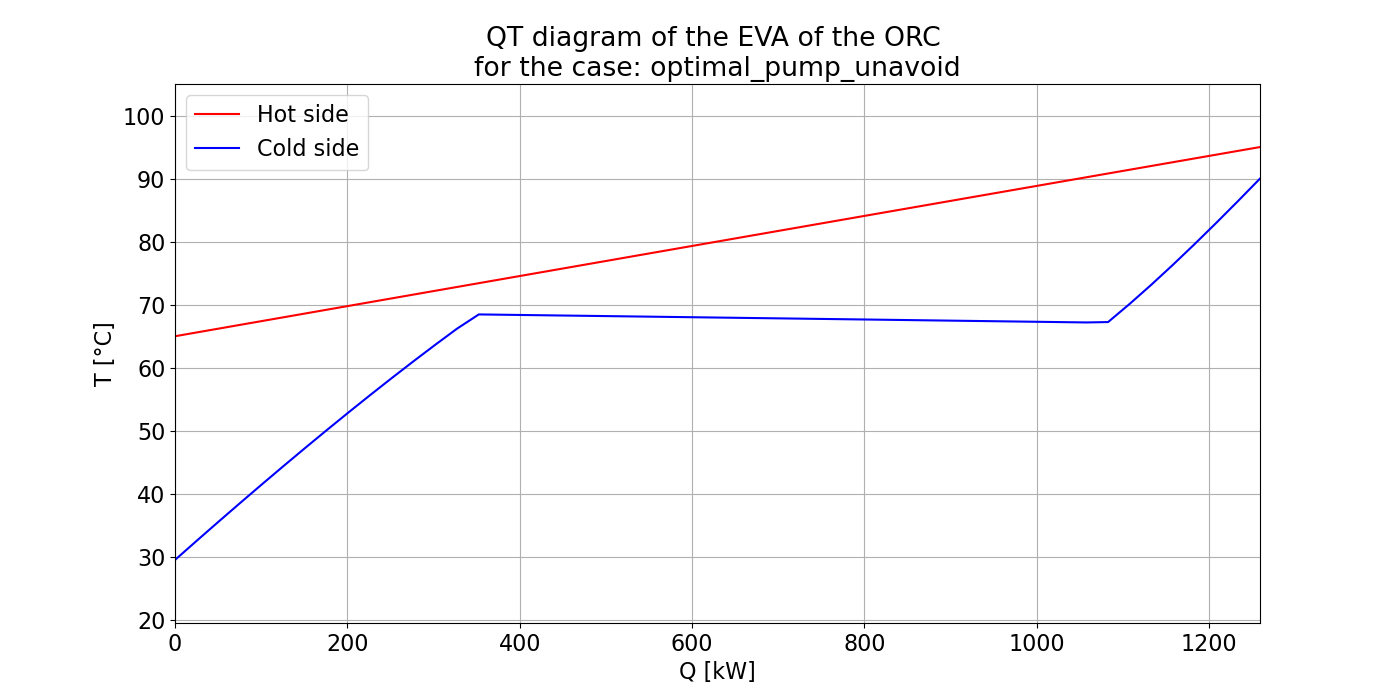 QT diagram of the EVA of the ORC
for the case: optimal_pump_unavoid
Hot side
Cold side
T [°C]
100
90
80
70
60
50
40
30
20
0 200 400 600 800 1000 1200
Q [kW]